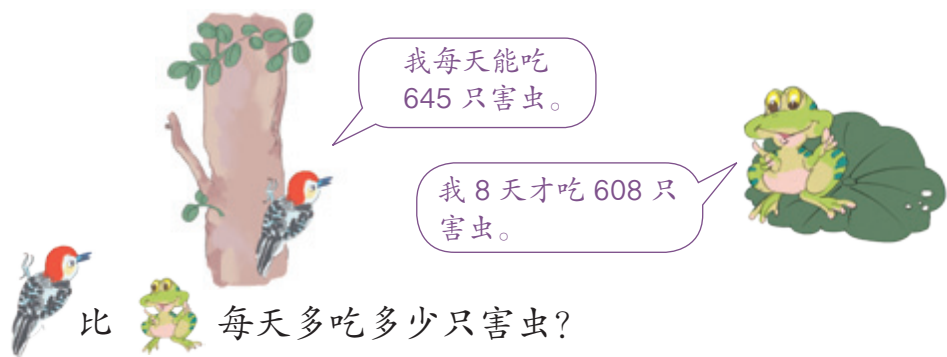 我每天能吃
645 只害虫。
我 8 天才吃 608 只
害虫。
比 每天多吃多少只害虫?